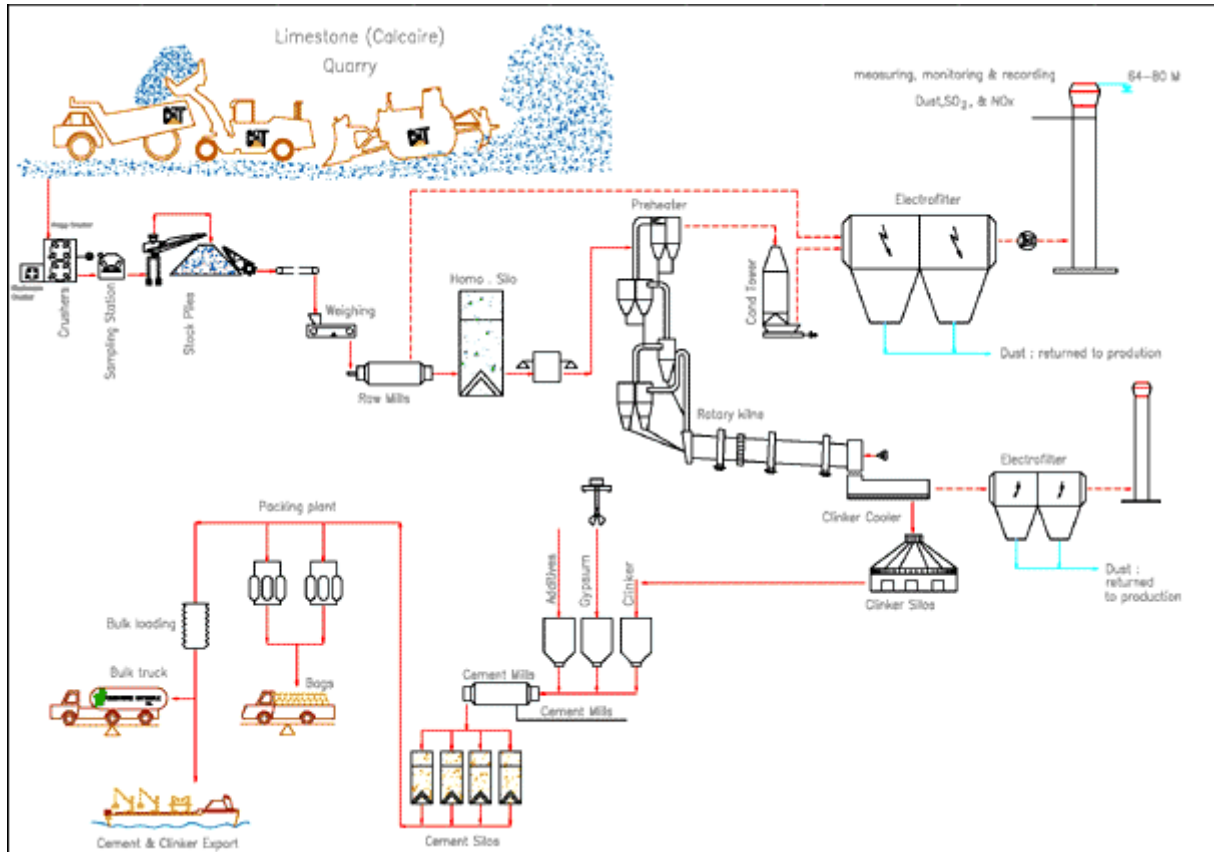 Limestone (Calcaire)
Quarry
measuring, monitoring & recording
Dust,SO2, & NOx
64-80 M
Preheater
Electrofilter
Crushers
Sampling Station
Stock Piles
Weighing
Homo . Silo
Cond Tower
Raw Mills
Dust : returned to prodution
Rotary kilne
Electrofilter
Packing plant
Clinker Cooler
Additives
Gypsum
Clinker
Dust :
returned
to production
Clinker Silos
Bulk loading
Bulk truck
Bags
Cement Mills
Cement Mills
Cement & Clinker Export
Cement Silos